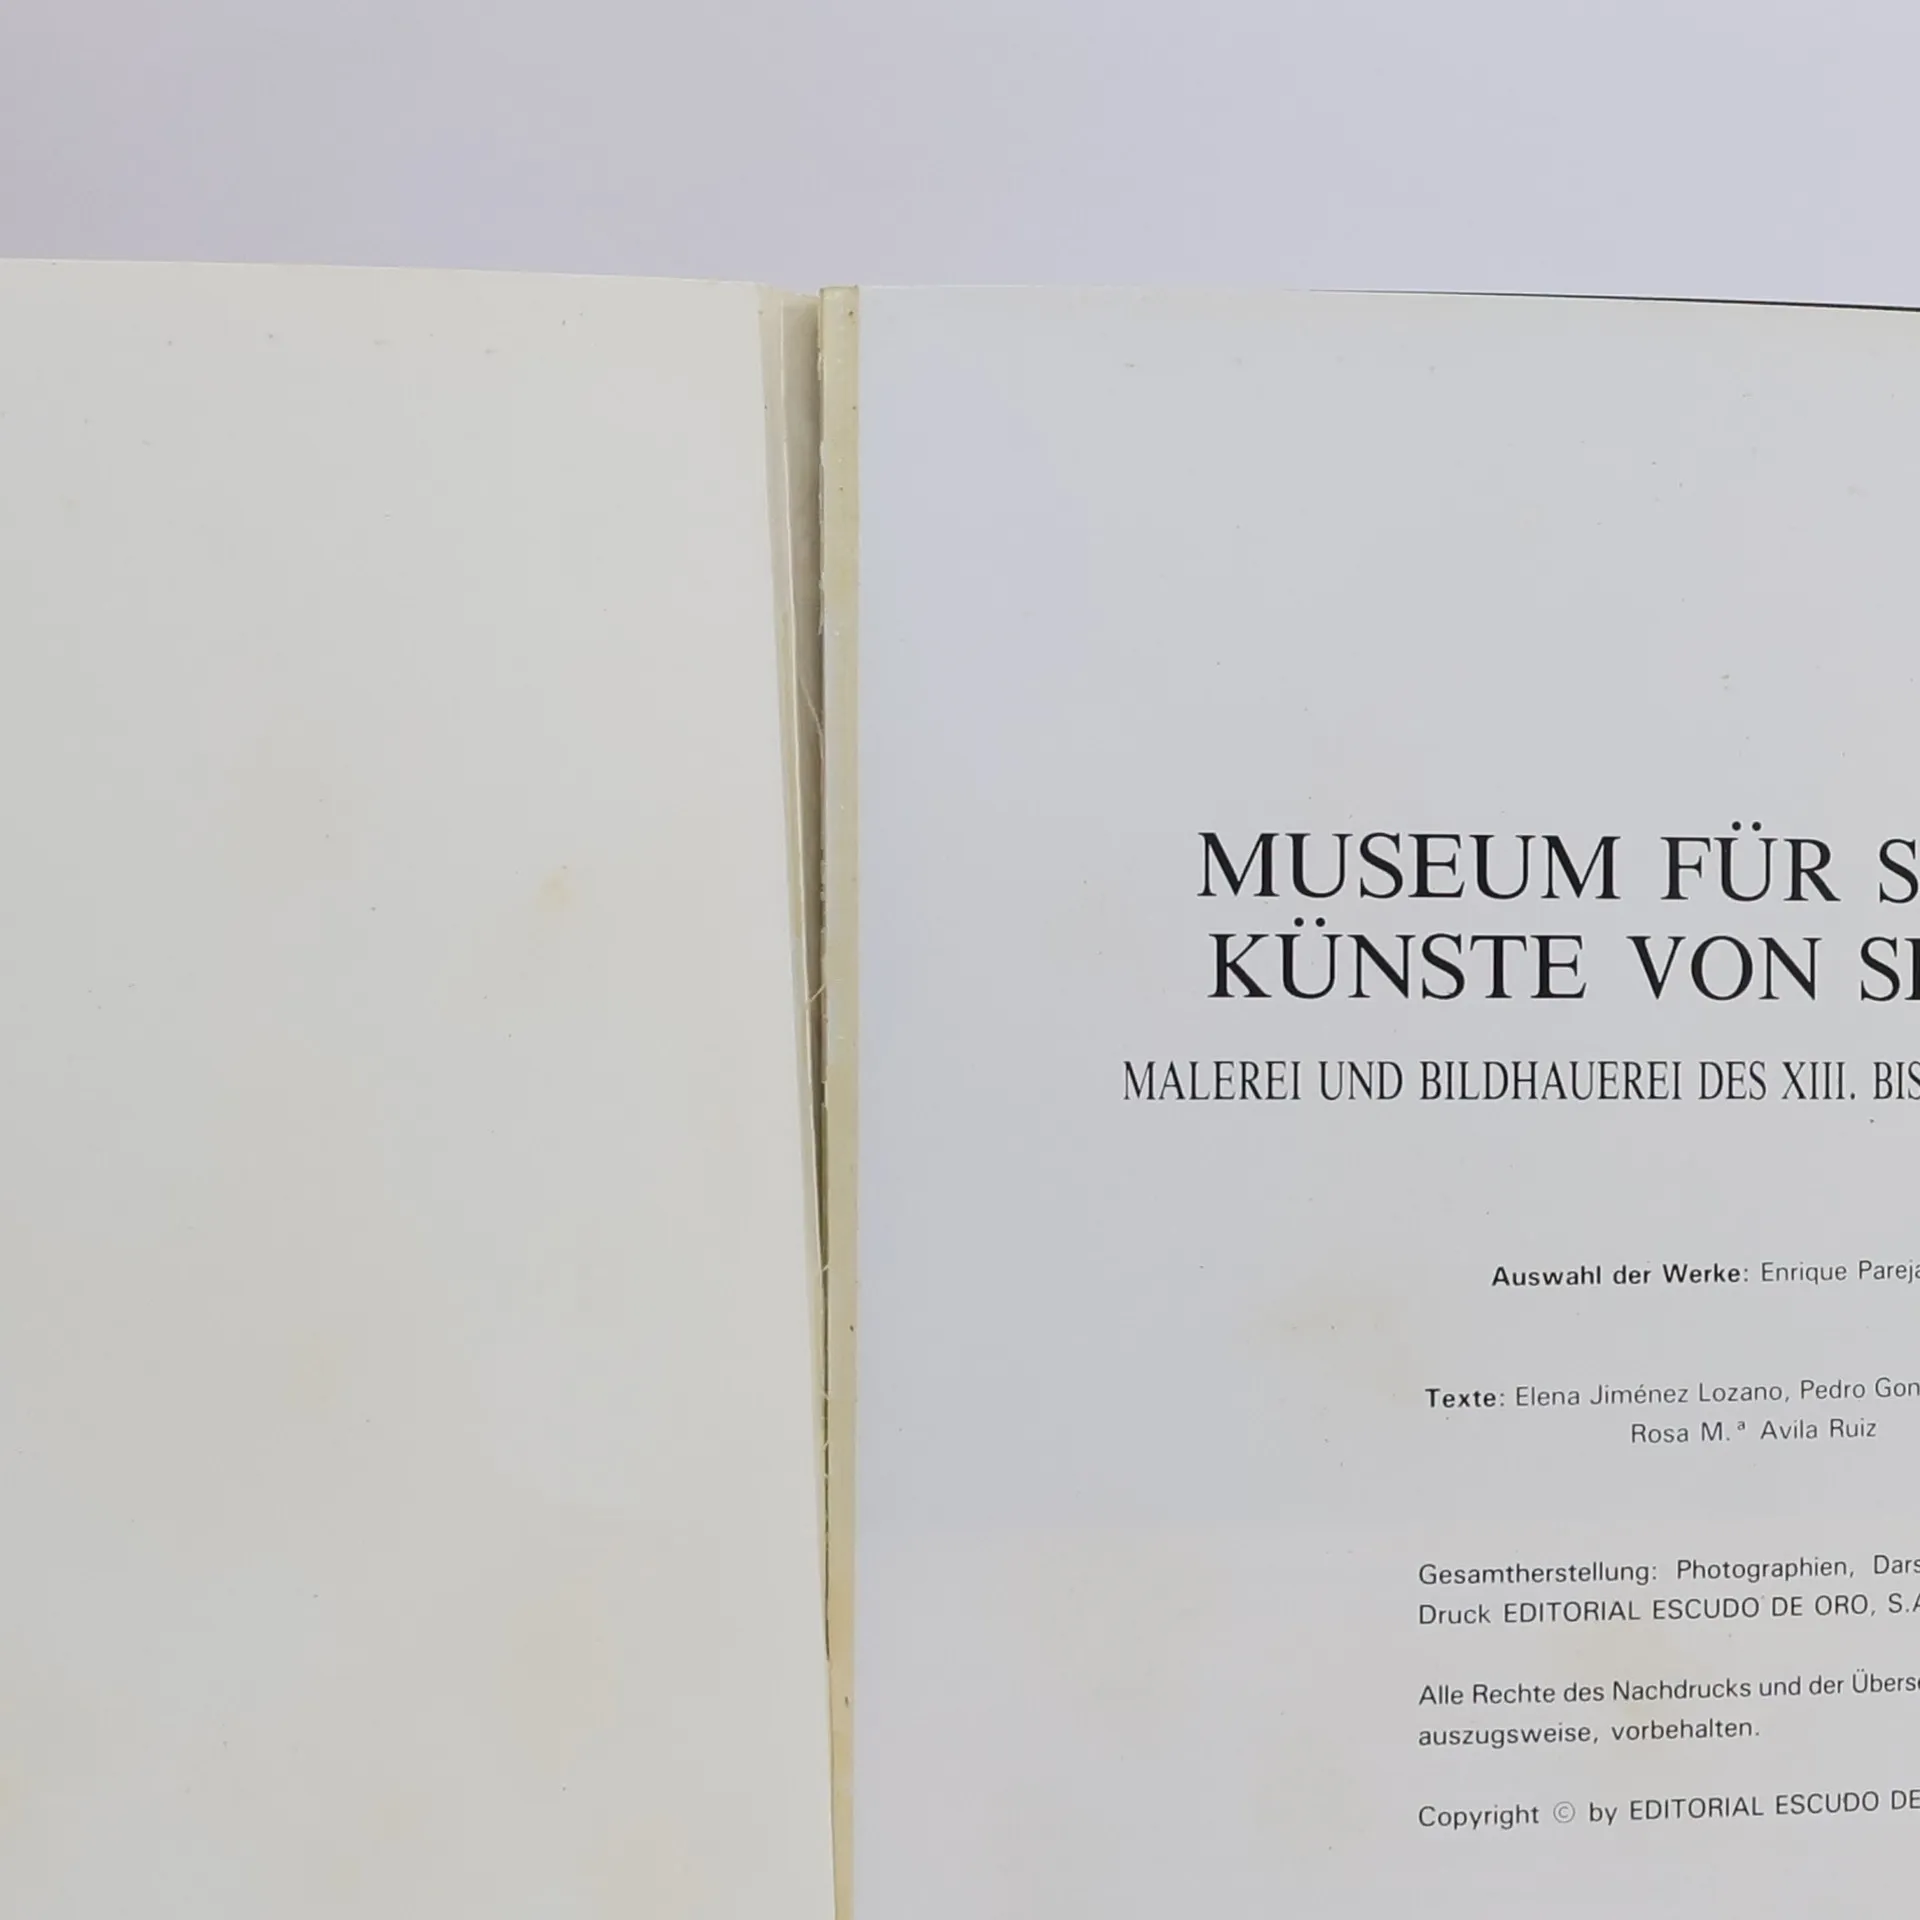 MUSEUM FÜR S
KÜNSTE VON SE
MALEREI UND BILDHAUEREI DES XIII. BIS
Auswahl der Werke: Enrique Pareja
Texte: Elena Jiménez Lozano, Pedro Gon
Rosa M.ª Avila Ruiz
Gesamtherstellung: Photographien, Dars
Druck EDITORIAL ESCUDO DE ORO, S.A
Alle Rechte des Nachdrucks und der Überse
auszugsweise, vorbehalten.
Copyright © by EDITORIAL ESCUDO DE